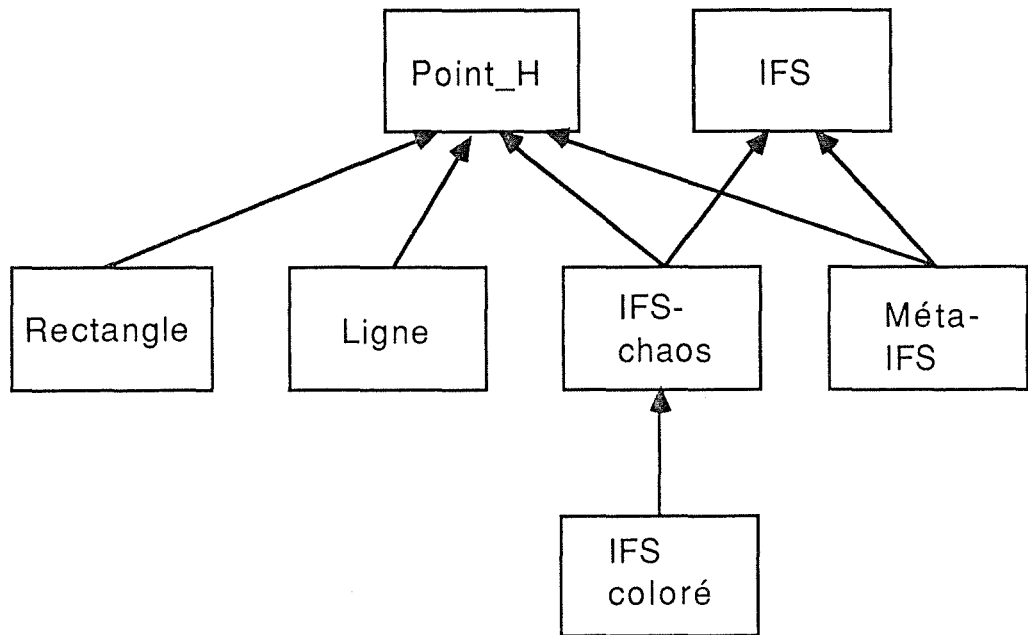 Point_H
IFS
Rectangle
Ligne
IFS-
chaos
Méta-
IFS
IFS
coloré